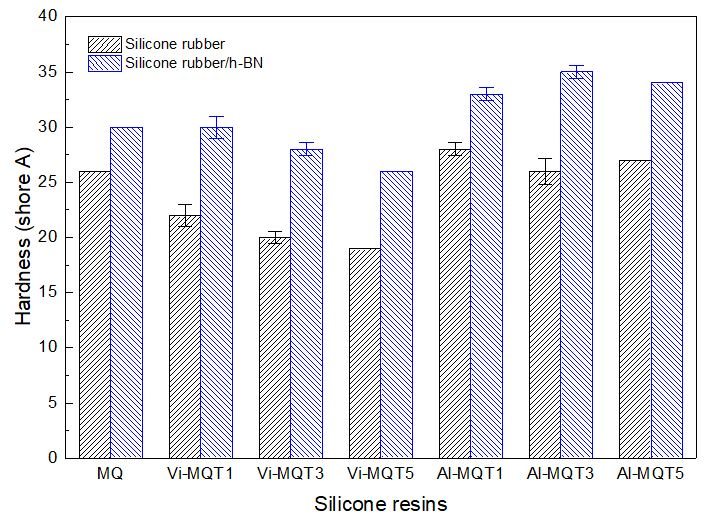 40
35
30
25
20
15
10
5
0
Hardness (shore A)
Silicone rubber
Silicone rubber/h-BN
MQ Vi-MQT1 Vi-MQT3 Vi-MQT5 Al-MQT1 Al-MQT3 Al-MQT5
Silicone resins